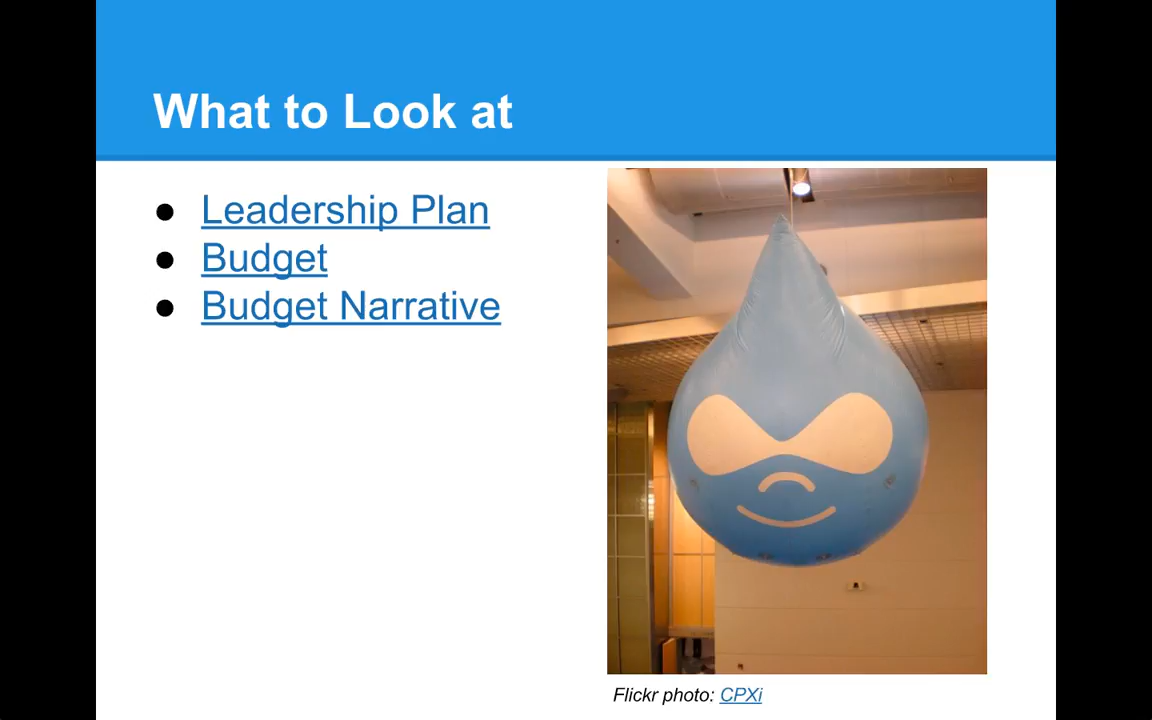 What to Look at
● Leadership Plan
● Budget
● Budget Narrative
Flickr photo: CPXi